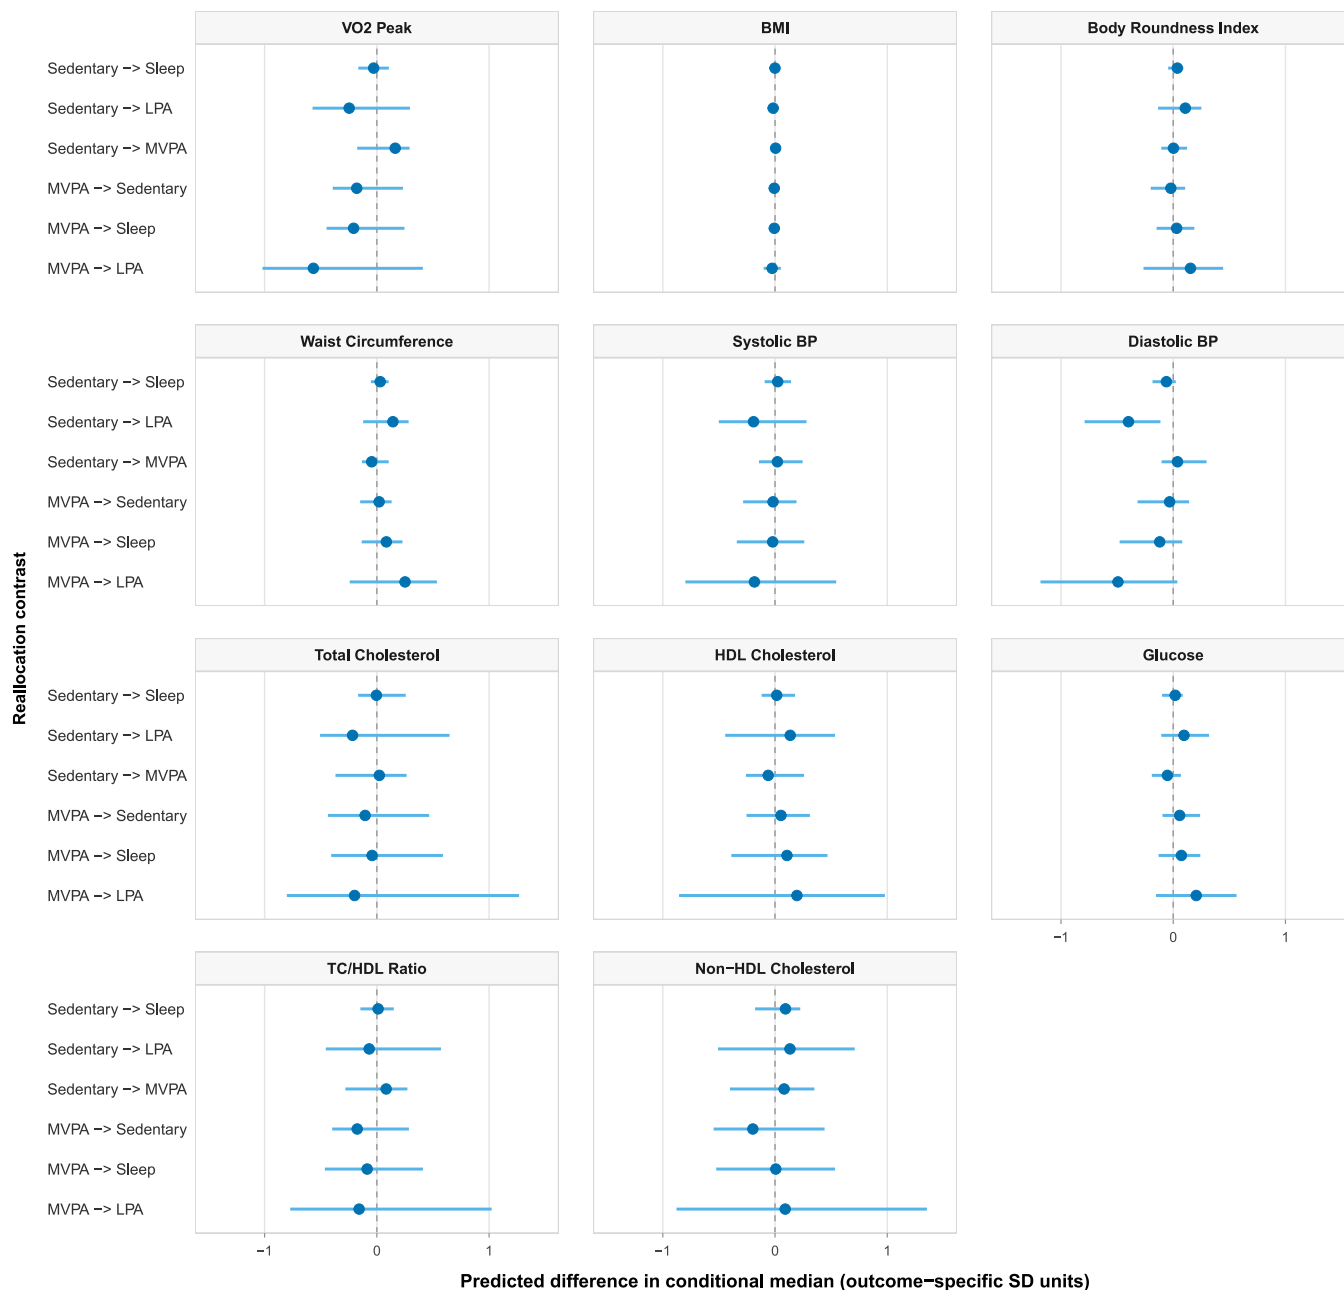 VO2 Peak
BMI
Body Roundness Index
Sedentary −> Sleep
Sedentary −> LPA
Sedentary −> MVPA
MVPA −> Sedentary
MVPA −> Sleep
MVPA −> LPA
Waist Circumference
Systolic BP
Diastolic BP
Sedentary −> Sleep
Sedentary −> LPA
Sedentary −> MVPA
MVPA −> Sedentary
MVPA −> Sleep
MVPA −> LPA
Reallocation contrast
Total Cholesterol
HDL Cholesterol
Glucose
Sedentary −> Sleep
Sedentary −> LPA
Sedentary −> MVPA
MVPA −> Sedentary
MVPA −> Sleep
MVPA −> LPA
−1 0 1
TC/HDL Ratio
Non−HDL Cholesterol
Sedentary −> Sleep
Sedentary −> LPA
Sedentary −> MVPA
MVPA −> Sedentary
MVPA −> Sleep
MVPA −> LPA
−1 0 1
−1 0 1
Predicted difference in conditional median (outcome−specific SD units)